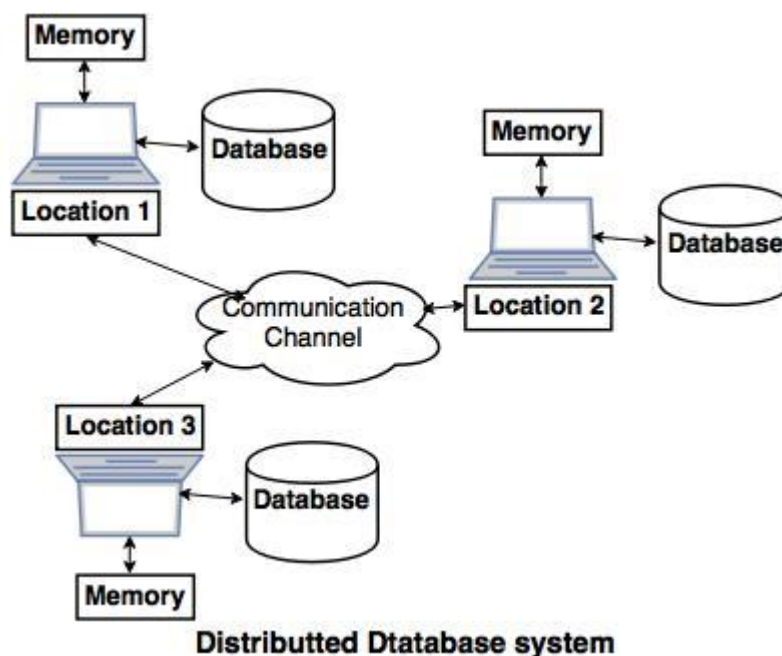 Memory
Database
Location 1
Memory
Database
Location 2
Communication
Channel
Location 3
Database
Memory
Distributted Dtatabase system